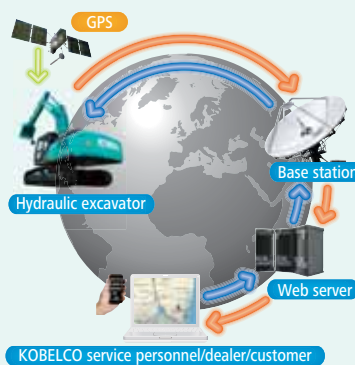 GPS
Hydraulic excavator
Base station
Web server
KOBELCO service personnel/dealer/customer